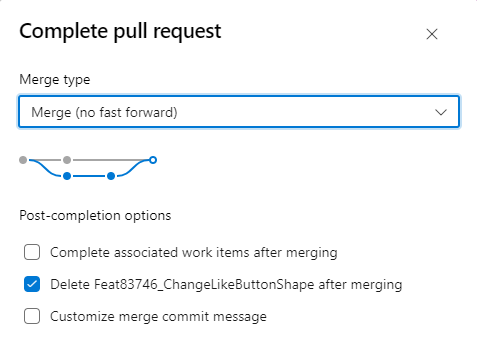 Complete pull request
Merge type
Merge (no fast forward)
Post-completion options
Complete associated work items after merging
Delete Feat83746_ChangeLikeButtonShape after merging
Customize merge commit message